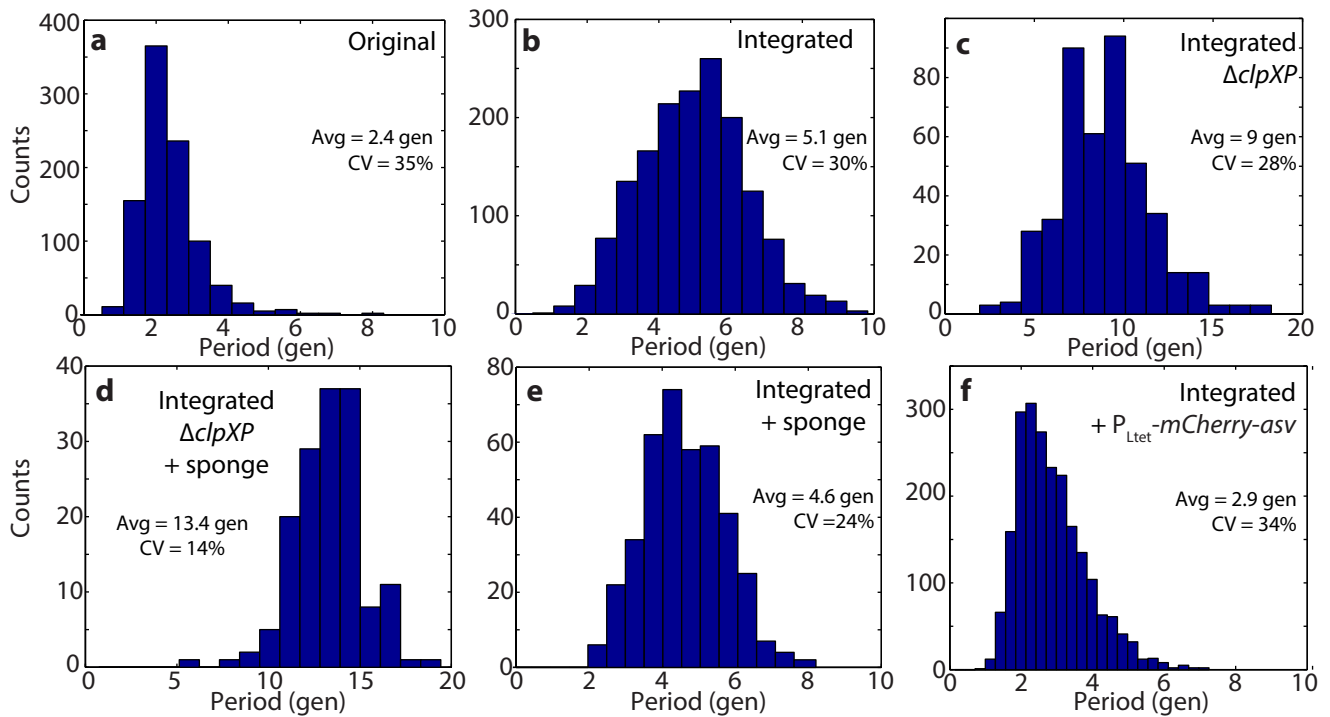 a
Original
Avg = 2.4 gen
CV = 35%
400
300
200
100
0
0 2 4 6 8 10
Counts
Period (gen)
b
Integrated
Avg = 5.1 gen
CV = 30%
300
200
100
0
0 2 4 6 8 10
Period (gen)
c
Integrated
ΔclpXP
Avg = 9 gen
CV = 28%
80
60
40
20
0
5 10 15 20
Period (gen)
d
Integrated
ΔclpXP
+ sponge
Avg = 13.4 gen
CV = 14%
40
30
20
10
0
0 5 10 15 20
Counts
Period (gen)
e
Integrated
+ sponge
Avg = 4.6 gen
CV =24%
80
60
40
20
0
0 2 4 6 8 10
Period (gen)
f
Integrated
+ PLtet-mCherry-asv
Avg = 2.9 gen
CV = 34%
300
200
100
0
0 2 4 6 8 10
Period (gen)